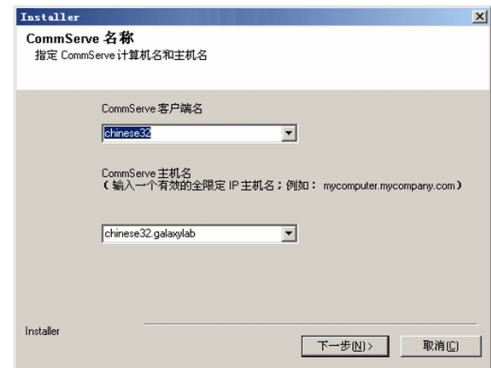 Installer
CommServe 名称
指定 CommServe 计算机名和主机名
CommServe 客户端名
chinese32
CommServe 主机名
（输入一个有效的全限定 IP 主机名；例如： mycomputer.mycompany.com）
chinese32.galaxylab
Installer
下一步(N) >
取消(C)